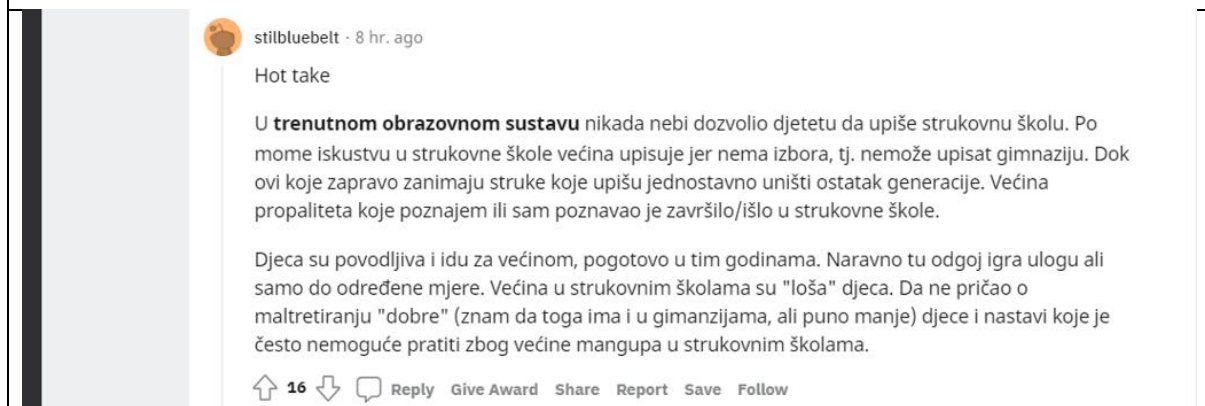 stilbluebelt · 8 hr. ago
Hot take
U trenutnom obrazovnom sustavu nikada nebi dozvolio djetetu da upiše strukovnu školu. Po
mome iskustvu u strukovne škole većina upisuje jer nema izbora, tj. nemože upisat gimnaziju. Dok
ovi koje zapravo zanimaju struke koje upišu jednostavno uništi ostatak generacije. Većina
propaliteta koje poznajem ili sam poznavao je završilo/išlo u strukovne škole.
Djeca su povodljiva i idu za većinom, pogotovo u tim godinama. Naravno tu odgoj igra ulogu ali
samo do određene mjere. Većina u strukovnim školama su "loša" djeca. Da ne pričao o
maltretiranju "dobre" (znam da toga ima i u gimanzijama, ali puno manje) djece i nastavi koje je
često nemoguće pratiti zbog većine mangupa u strukovnim školama.
16 Reply Give Award Share Report Save Follow